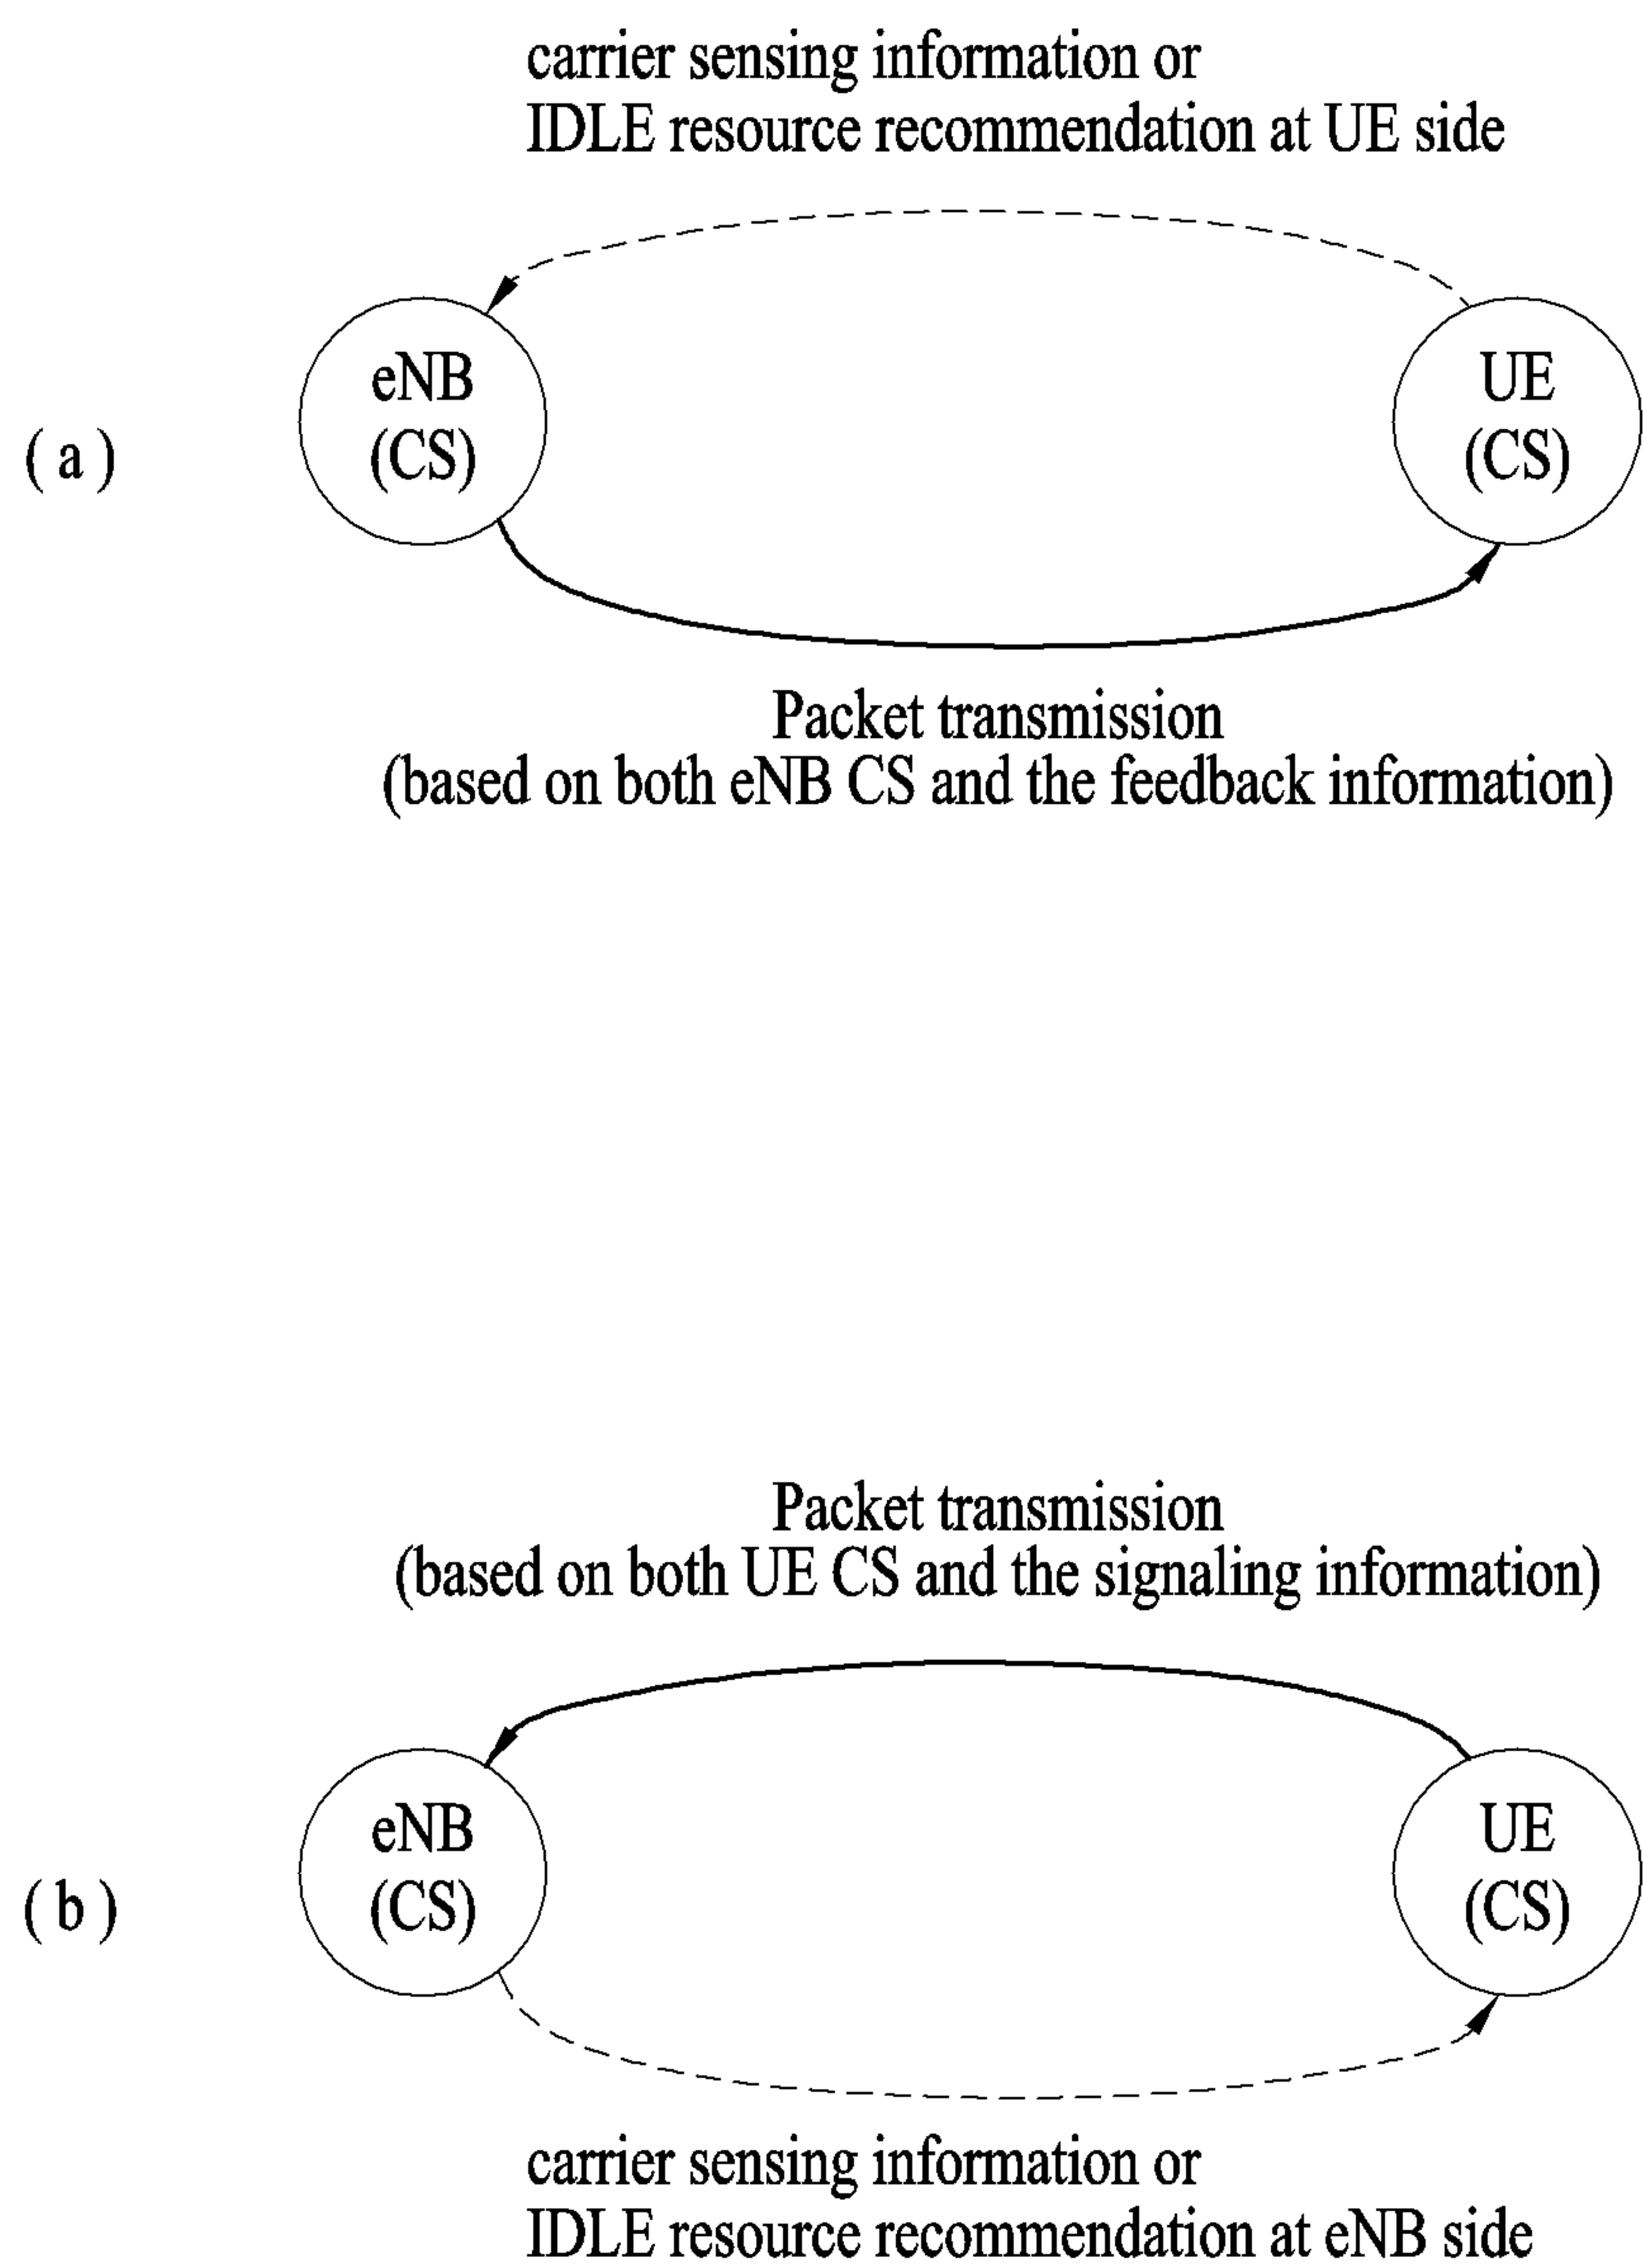 carrier sensing information or
IDLE resource recommendation at UE side
eNB
(CS)
UE
(CS)
( a )
Packet transmission
(based on both eNB CS and the feedback information)
Packet transmission
(based on both UE CS and the signaling information)
eNB
(CS)
UE
(CS)
( b )
carrier sensing information or
IDLE resource recommendation at eNB side